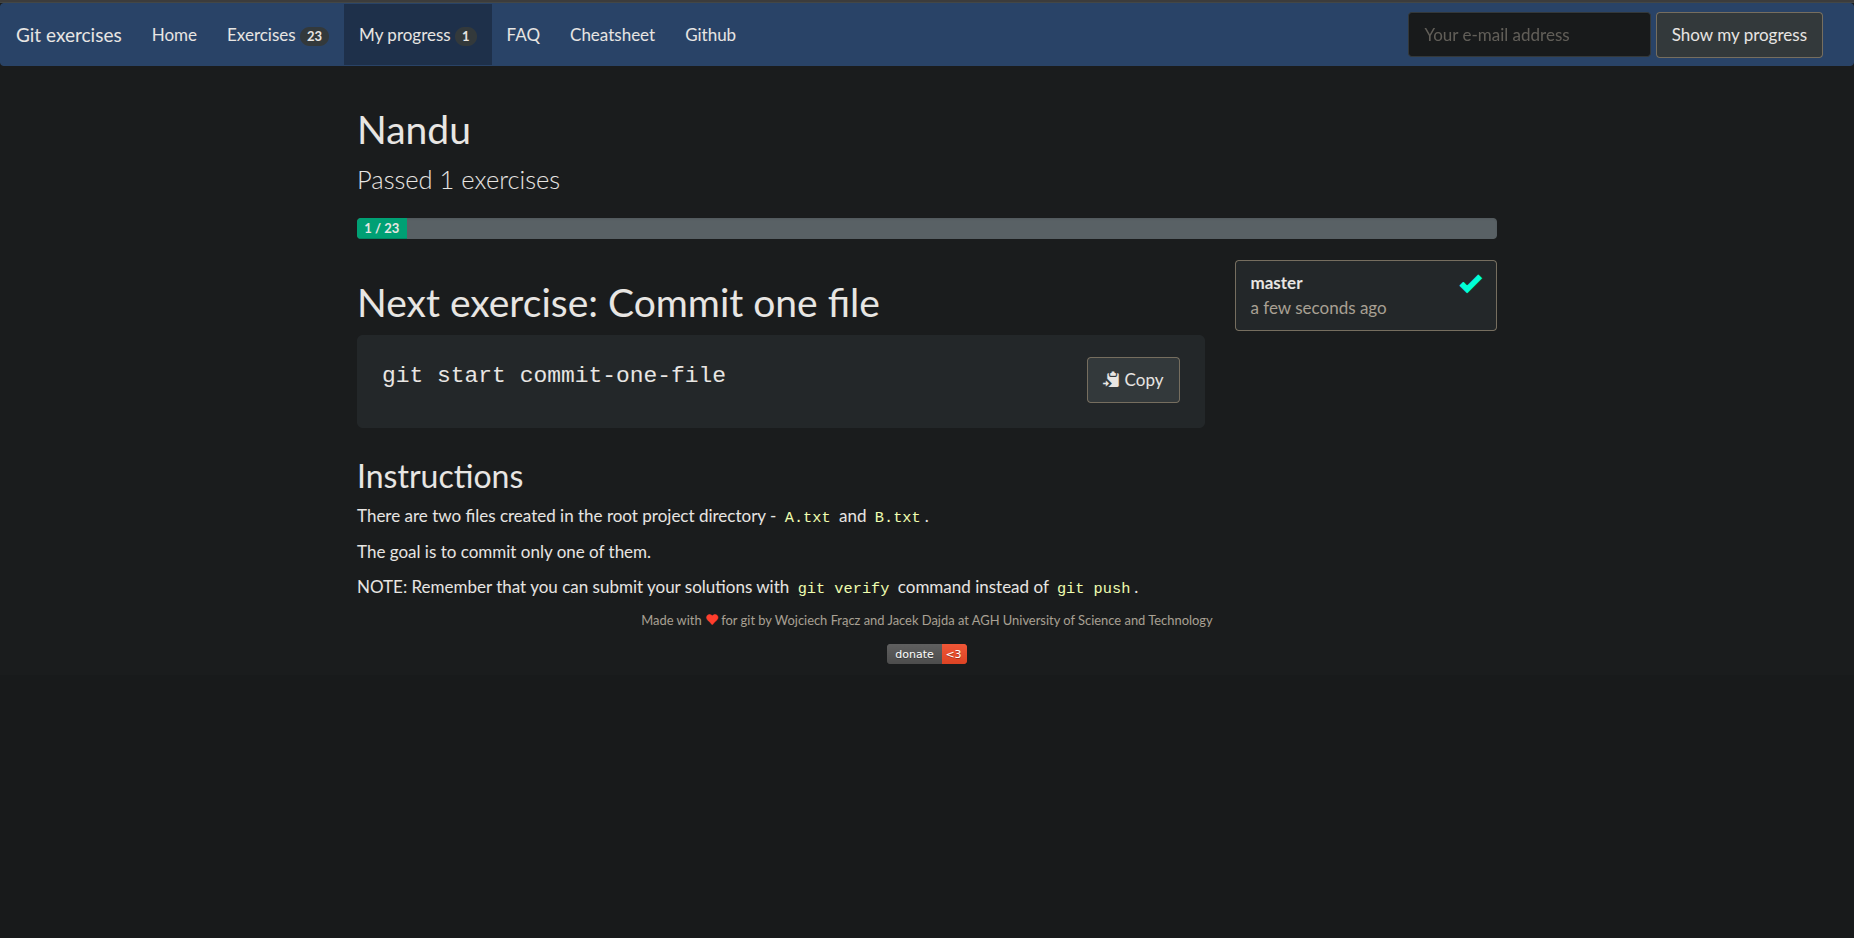 Git exercises Home Exercises 23 My progress 1 FAQ Cheatsheet Github Your e-mail address Show my progress
Nandu
Passed 1 exercises
1 / 23
master
a few seconds ago
Next exercise: Commit one file
git start commit-one-file Copy
Instructions
There are two files created in the root project directory - A.txt and B.txt.
The goal is to commit only one of them.
NOTE: Remember that you can submit your solutions with git verify command instead of git push.
Made with ♥ for git by Wojciech Frącz and Jacek Dajda at AGH University of Science and Technology
donate <3